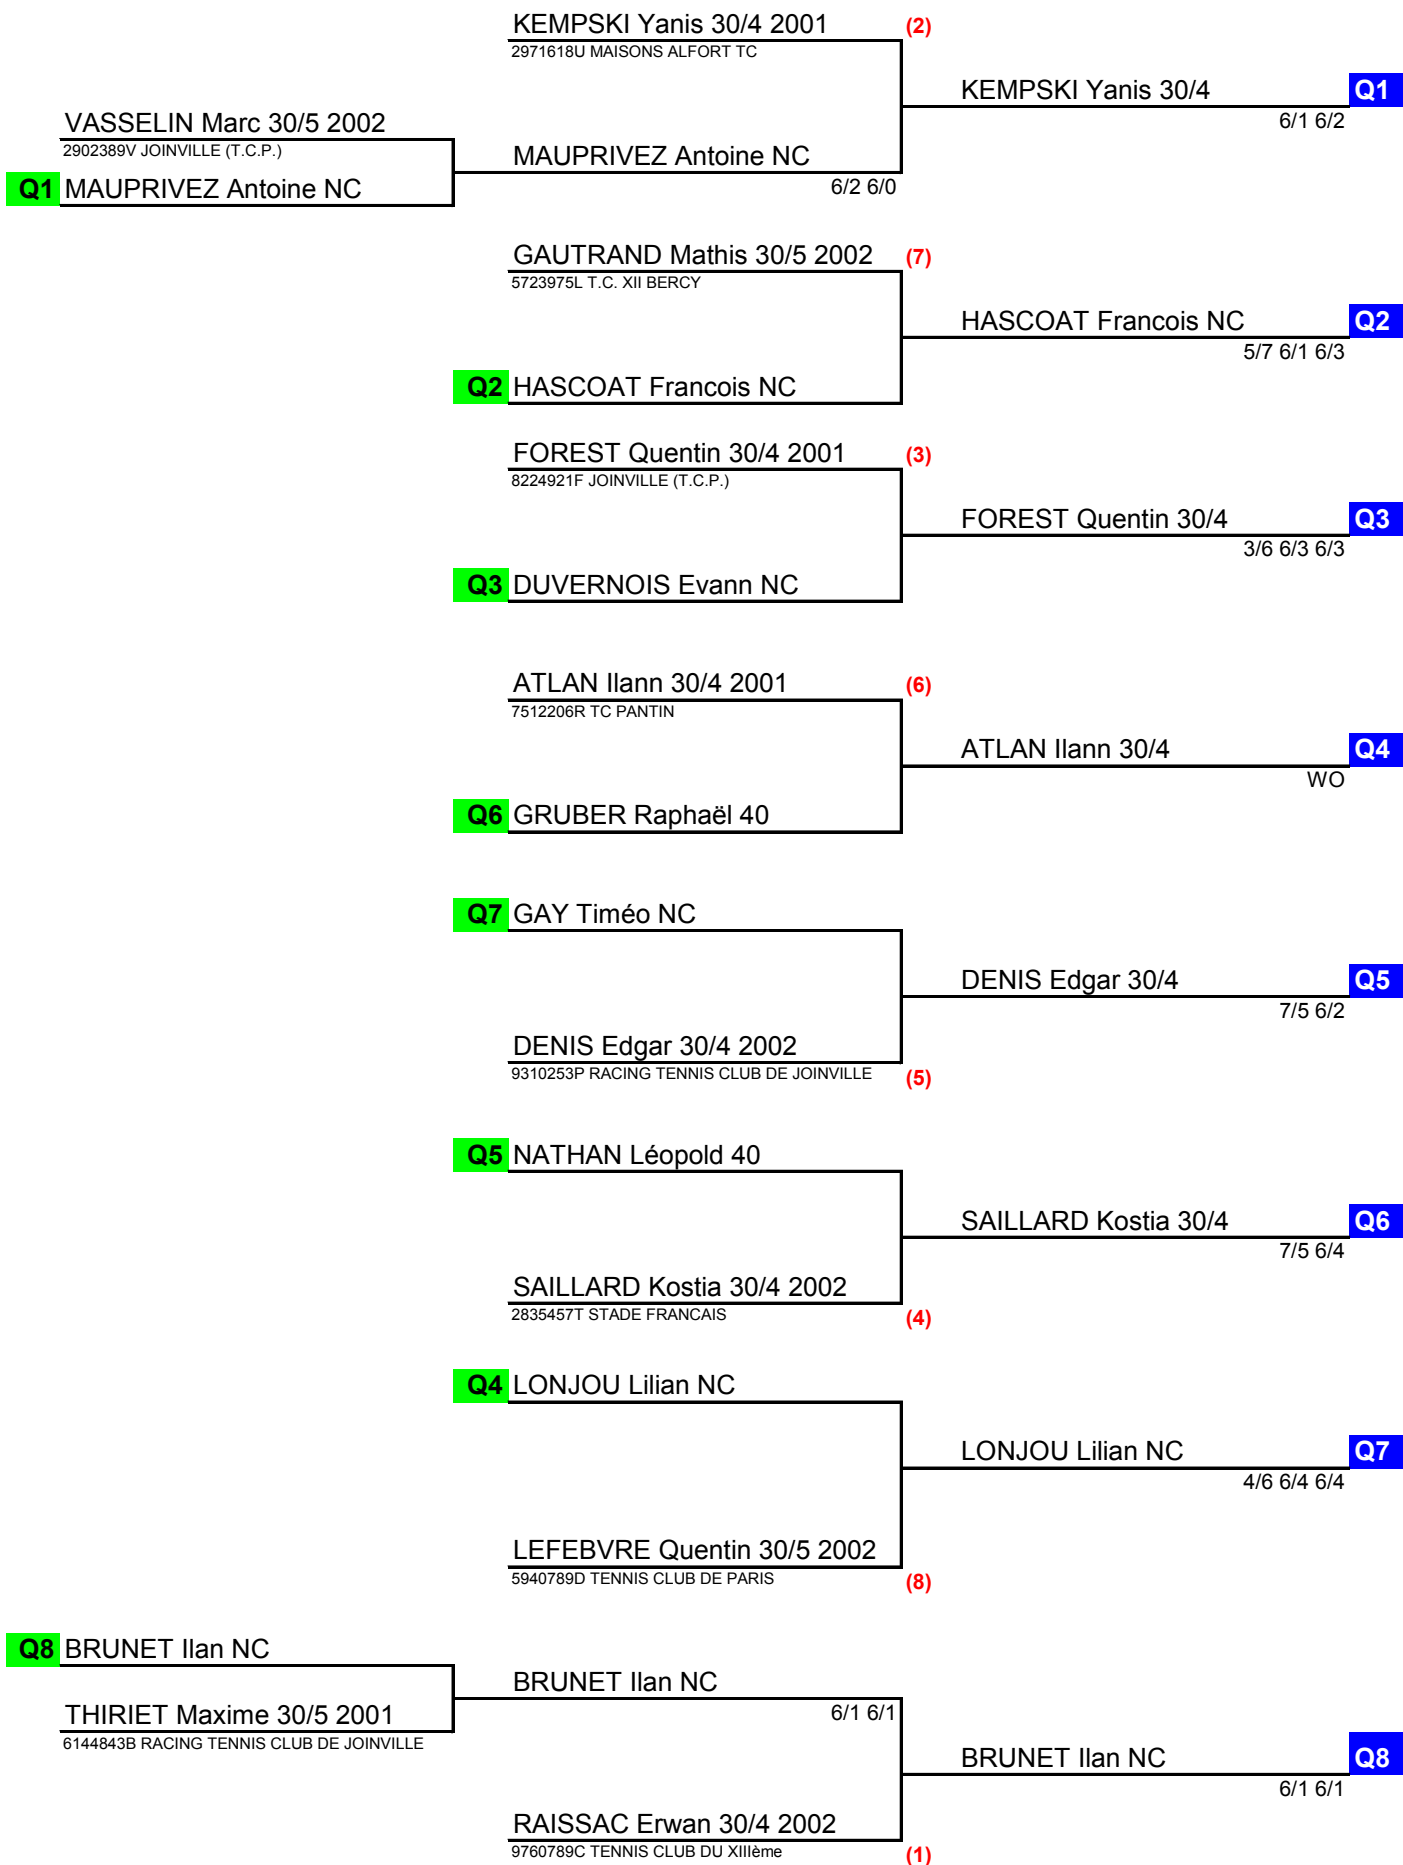 KEMPSKI Yanis 30/4 2001 (2)
2971618U MAISONS ALFORT TC
KEMPSKI Yanis 30/4 Q1
6/1 6/2
VASSELIN Marc 30/5 2002
2902389V JOINVILLE (T.C.P.)
MAUPRIVEZ Antoine NC
6/2 6/0
Q1 MAUPRIVEZ Antoine NC
GAUTRAND Mathis 30/5 2002 (7)
5723975L T.C. XII BERCY
HASCOAT Francois NC Q2
5/7 6/1 6/3
Q2 HASCOAT Francois NC
FOREST Quentin 30/4 2001 (3)
8224921F JOINVILLE (T.C.P.)
FOREST Quentin 30/4 Q3
3/6 6/3 6/3
Q3 DUVERNOIS Evann NC
ATLAN Ilann 30/4 2001 (6)
7512206R TC PANTIN
ATLAN Ilann 30/4 Q4
WO
Q6 GRUBER Raphaël 40
Q7 GAY Timéo NC
DENIS Edgar 30/4 Q5
7/5 6/2
DENIS Edgar 30/4 2002
9310253P RACING TENNIS CLUB DE JOINVILLE (5)
Q5 NATHAN Léopold 40
SAILLARD Kostia 30/4 Q6
7/5 6/4
SAILLARD Kostia 30/4 2002
2835457T STADE FRANCAIS (4)
Q4 LONJOU Lilian NC
LONJOU Lilian NC Q7
4/6 6/4 6/4
LEFEBVRE Quentin 30/5 2002
5940789D TENNIS CLUB DE PARIS (8)
Q8 BRUNET Ilan NC
BRUNET Ilan NC
6/1 6/1
THIRIET Maxime 30/5 2001
6144843B RACING TENNIS CLUB DE JOINVILLE
BRUNET Ilan NC Q8
6/1 6/1
RAISSAC Erwan 30/4 2002
9760789C TENNIS CLUB DU XIIIème (1)